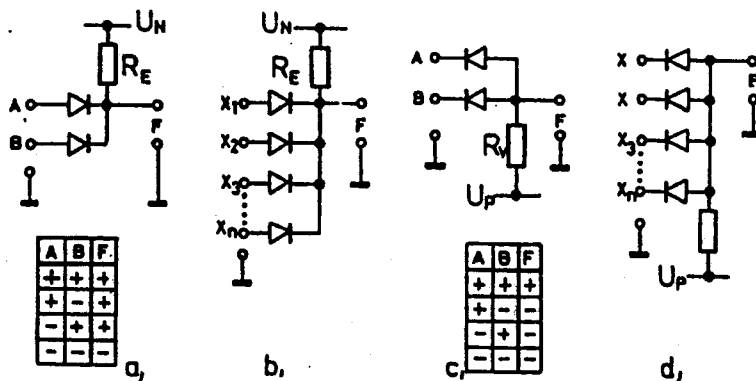 U_N
R_E
A
B
F
A B F
+ + +
+ - +
- + +
- - -
a,
U_N
R_E
X_1
X_2
X_3
X_n
F
b,
A
B
F
R_V
U_P
A B F
+ + +
+ - -
- + -
- - -
c,
X
X
X_3
X_n
F
U_P
d,